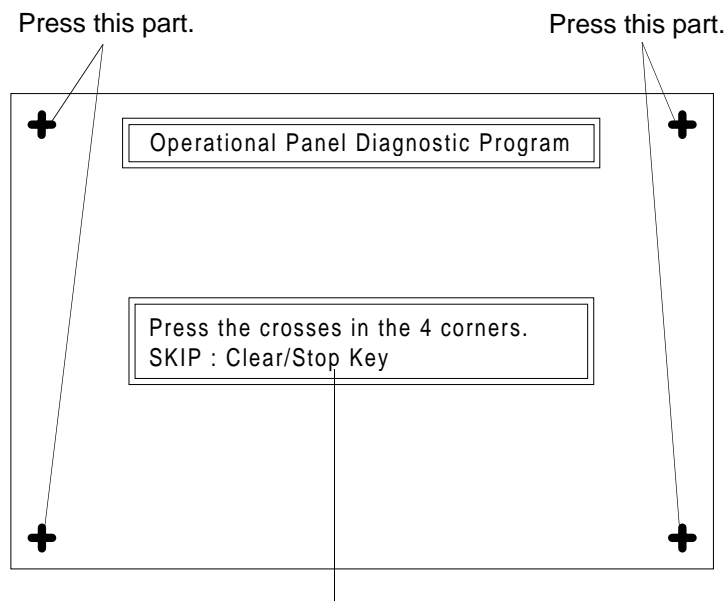 Press this part.
Press this part.
Operational Panel Diagnostic Program
Press the crosses in the 4 corners.
SKIP : Clear/Stop Key